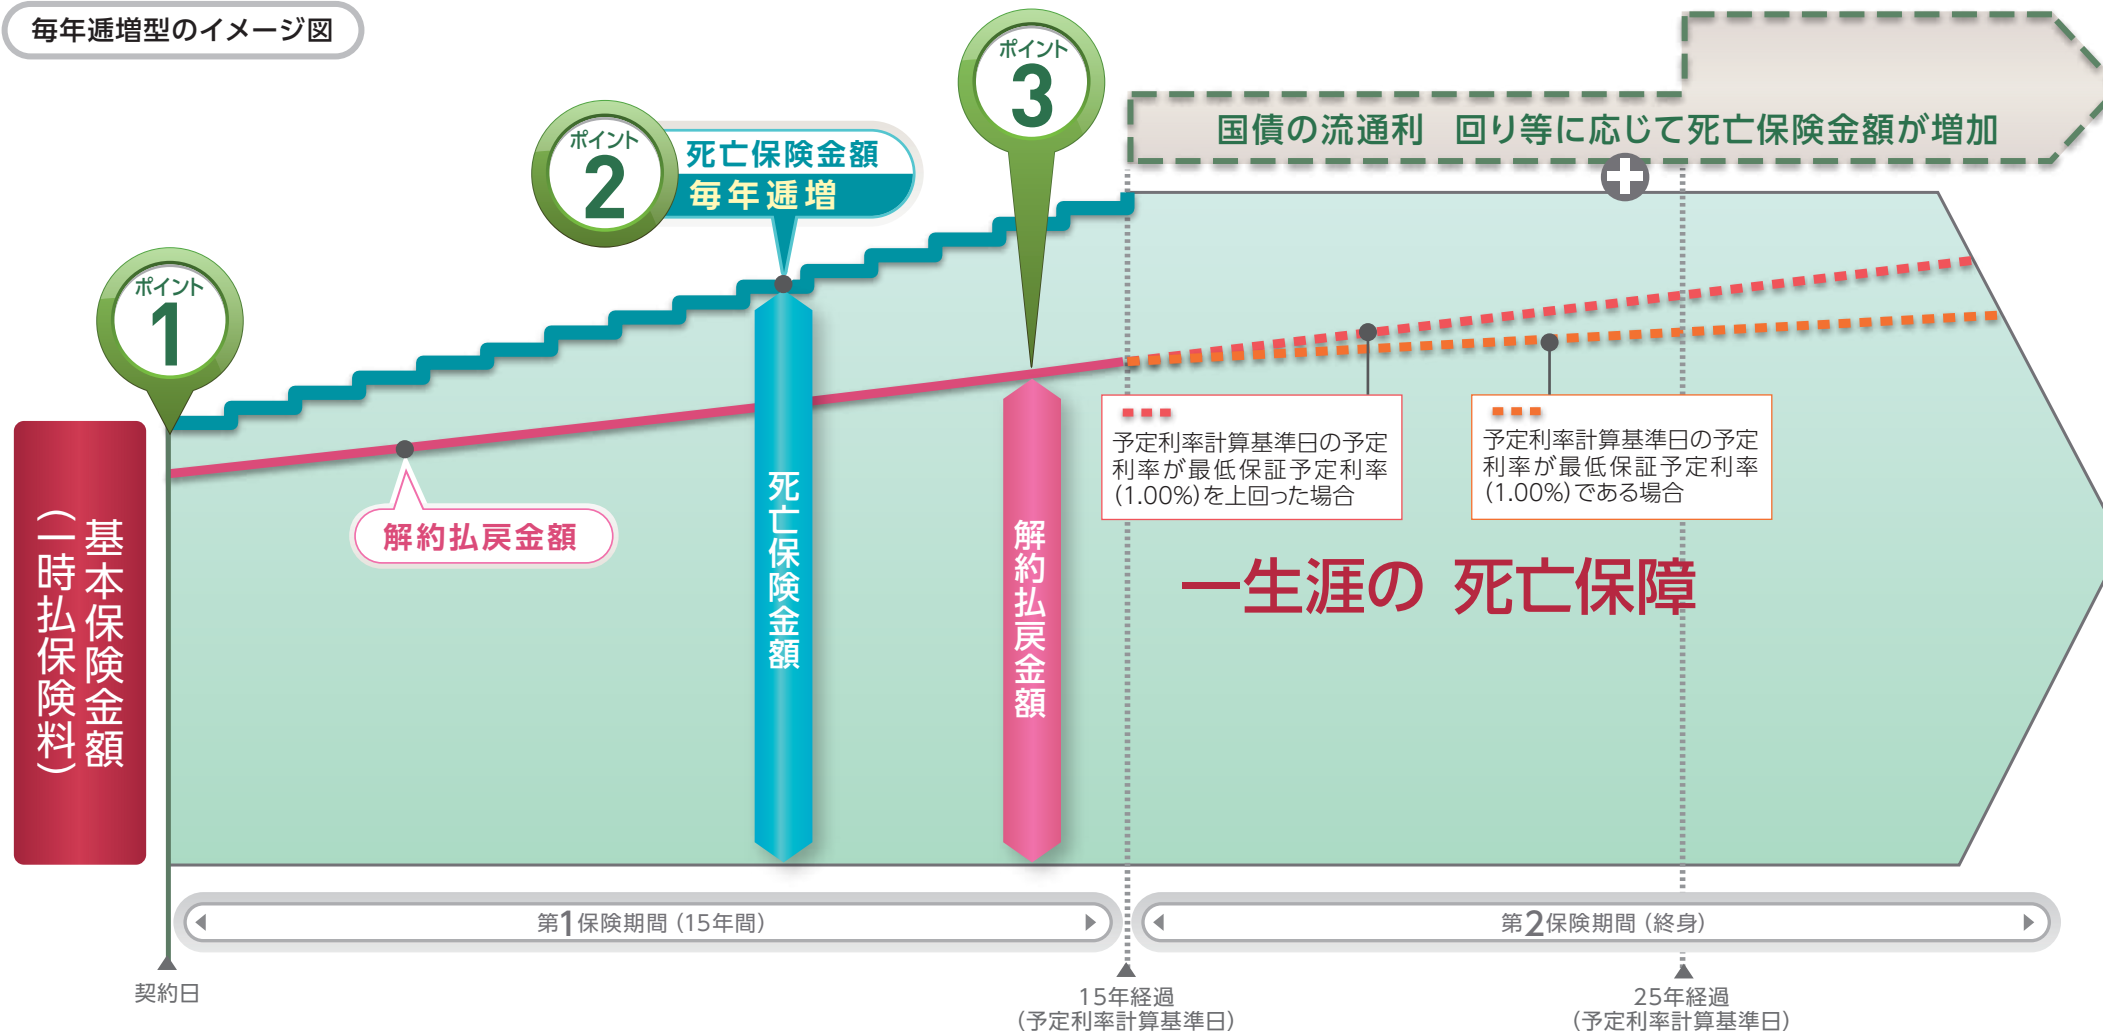 毎年逓増型のイメージ図
ポイント
1
ポイント
2
死亡保険金額
毎年逓増
ポイント
3
国債の流通利 回り等に応じて死亡保険金額が増加
基本保険金額
(一時払保険料)
解約払戻金額
死亡保険金額
解約払戻金額
予定利率計算基準日の予定
利率が最低保証予定利率
(1.00%)を上回った場合
予定利率計算基準日の予定
利率が最低保証予定利率
(1.00%)である場合
一生涯の 死亡保障
第1保険期間(15年間)
第2保険期間(終身)
契約日
15年経過
(予定利率計算基準日)
25年経過
(予定利率計算基準日)